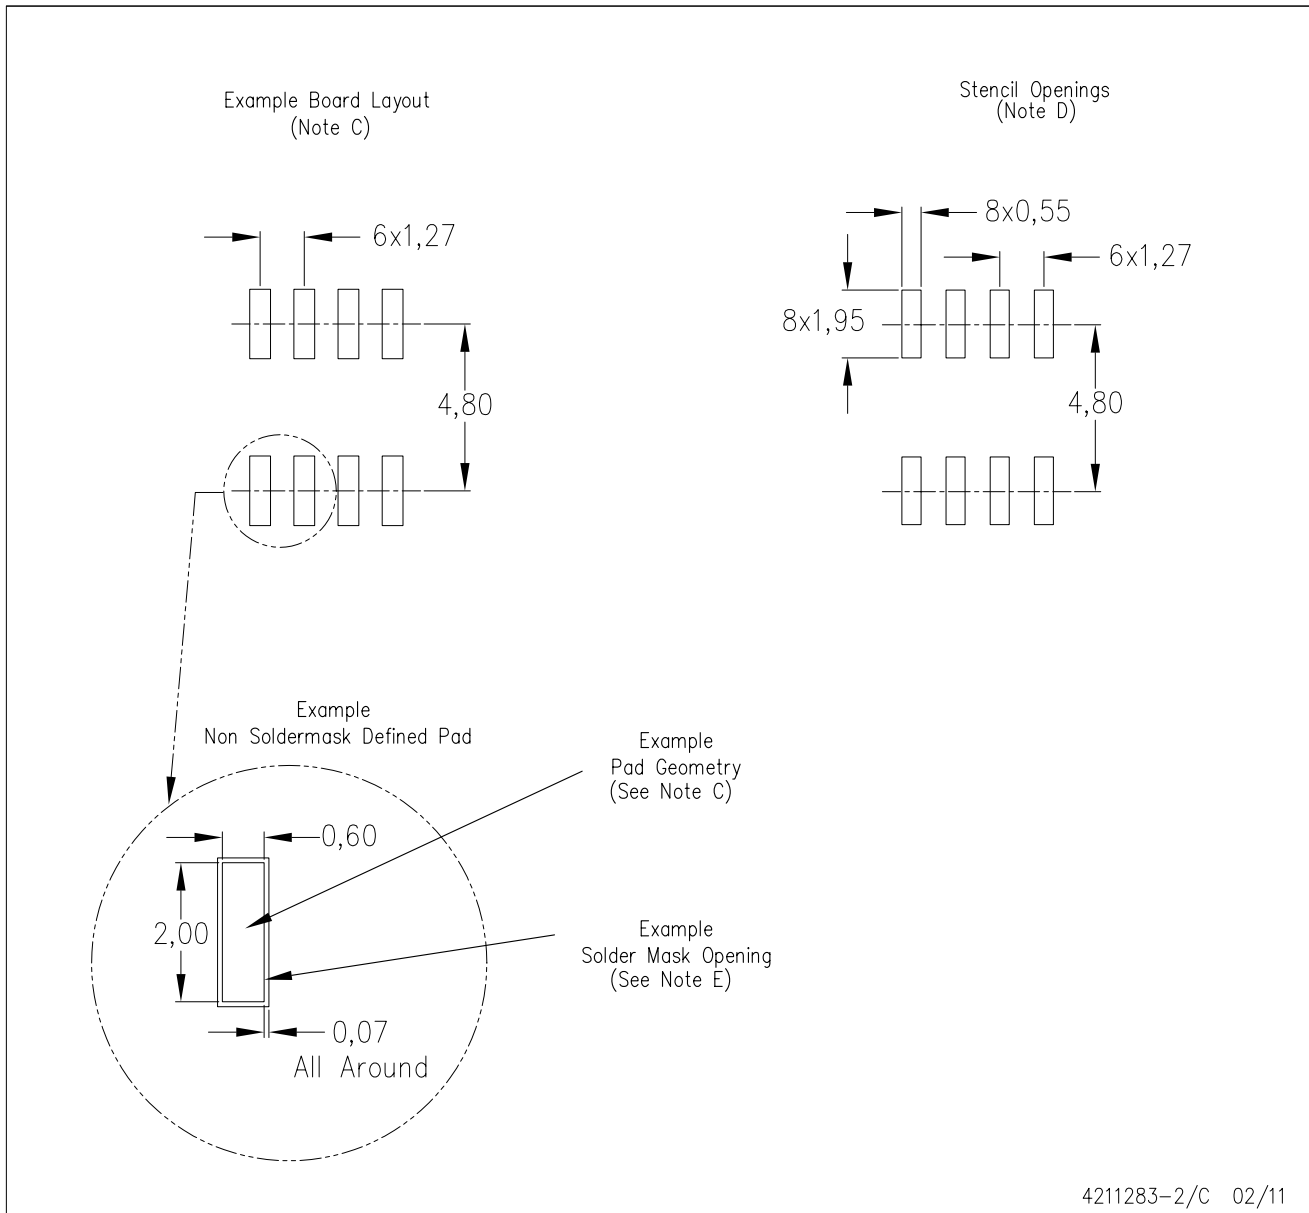 Example Board Layout
(Note C)
6x1,27
4,80
Stencil Openings
(Note D)
8x0,55
6x1,27
8x1,95
4,80
Example
Non Soldermask Defined Pad
0,60
2,00
0,07
All Around
Example
Pad Geometry
(See Note C)
Example
Solder Mask Opening
(See Note E)
4211283-2/C 02/11